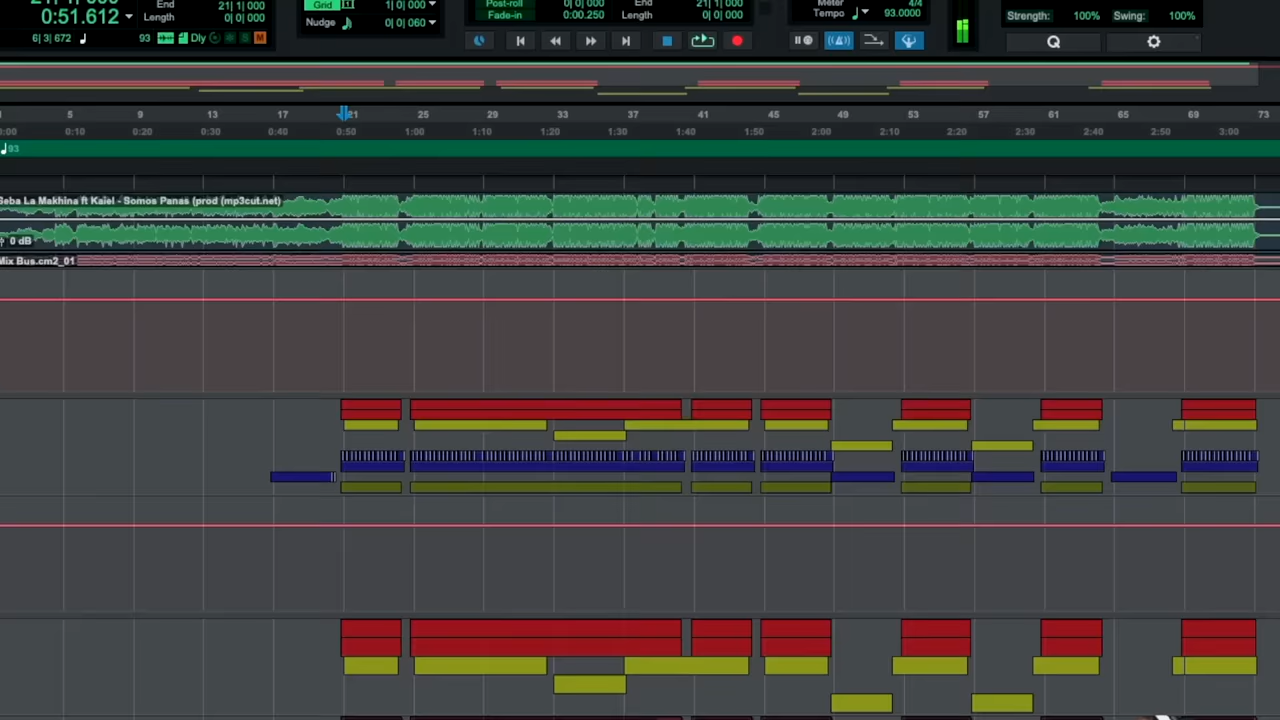 0:51.612
End
Length
21| 1| 000
0| 0| 000
6| 3| 672
93
Dly
S
M
Grid
1| 0| 000
Nudge
0| 0| 060
Post-roll
Fade-in
0| 0| 000
0:00.250
End
Length
21| 1| 000
0| 0| 000
Meter
4/4
Tempo
93.0000
Strength:
100%
Swing:
100%
Q
5 9 13 17 21 25 29 33 37 41 45 49 53 57 61 65 69 73
0:00 0:10 0:20 0:30 0:40 0:50 1:00 1:10 1:20 1:30 1:40 1:50 2:00 2:10 2:20 2:30 2:40 2:50 3:00
93
Seba La Makhina ft Kaiel - Somos Panas (prod (mp3cut.net)
0 dB
Mix Bus.cm2_01